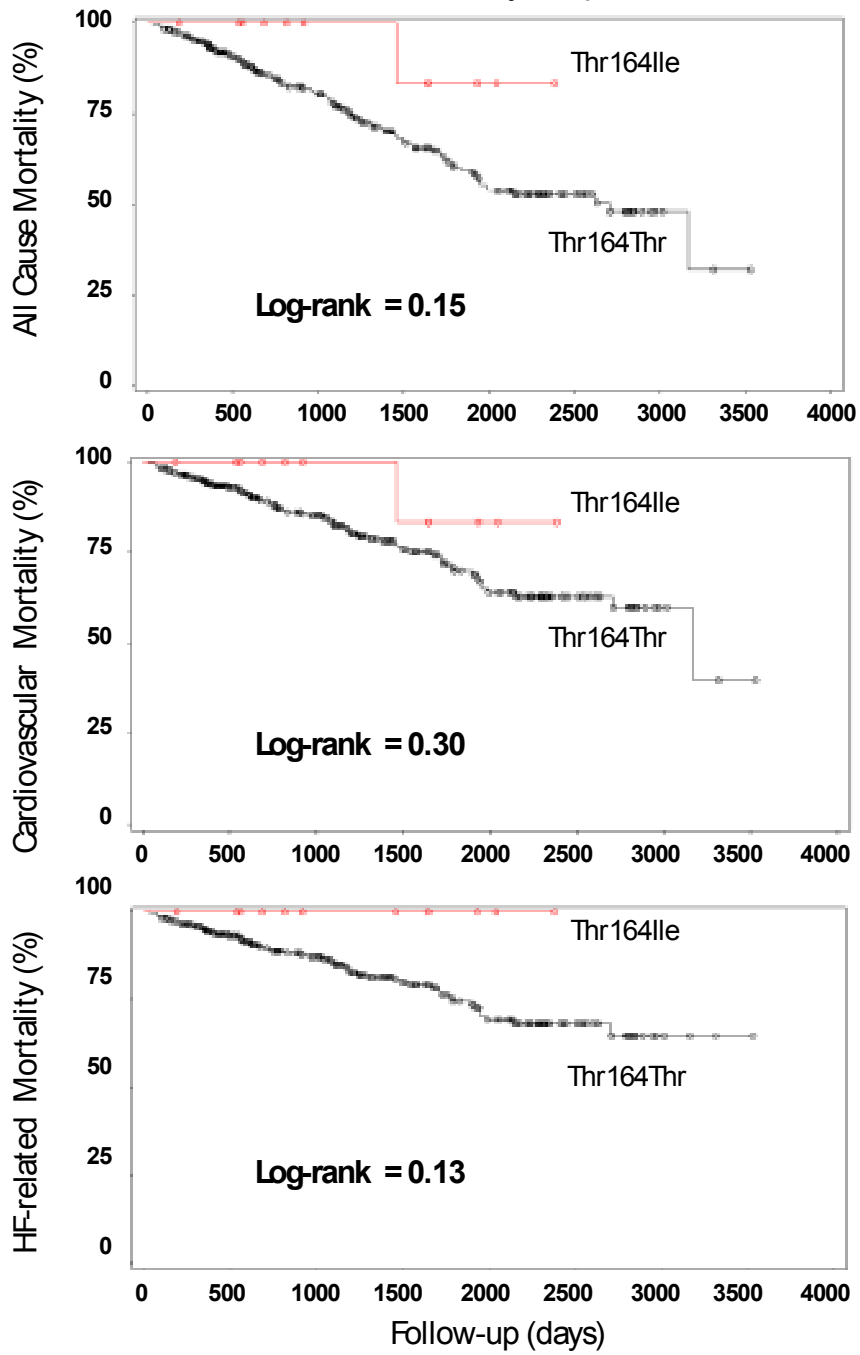 All Cause Mortality (%)
100
75
50
25
0
Thr164Ile
Thr164Thr
Log-rank = 0.15
0 500 1000 1500 2000 2500 3000 3500 4000
Cardiovascular Mortality (%)
100
75
50
25
0
Thr164Ile
Thr164Thr
Log-rank = 0.30
0 500 1000 1500 2000 2500 3000 3500 4000
HF-related Mortality (%)
100
75
50
25
0
Thr164Ile
Thr164Thr
Log-rank = 0.13
0 500 1000 1500 2000 2500 3000 3500 4000
Follow-up (days)